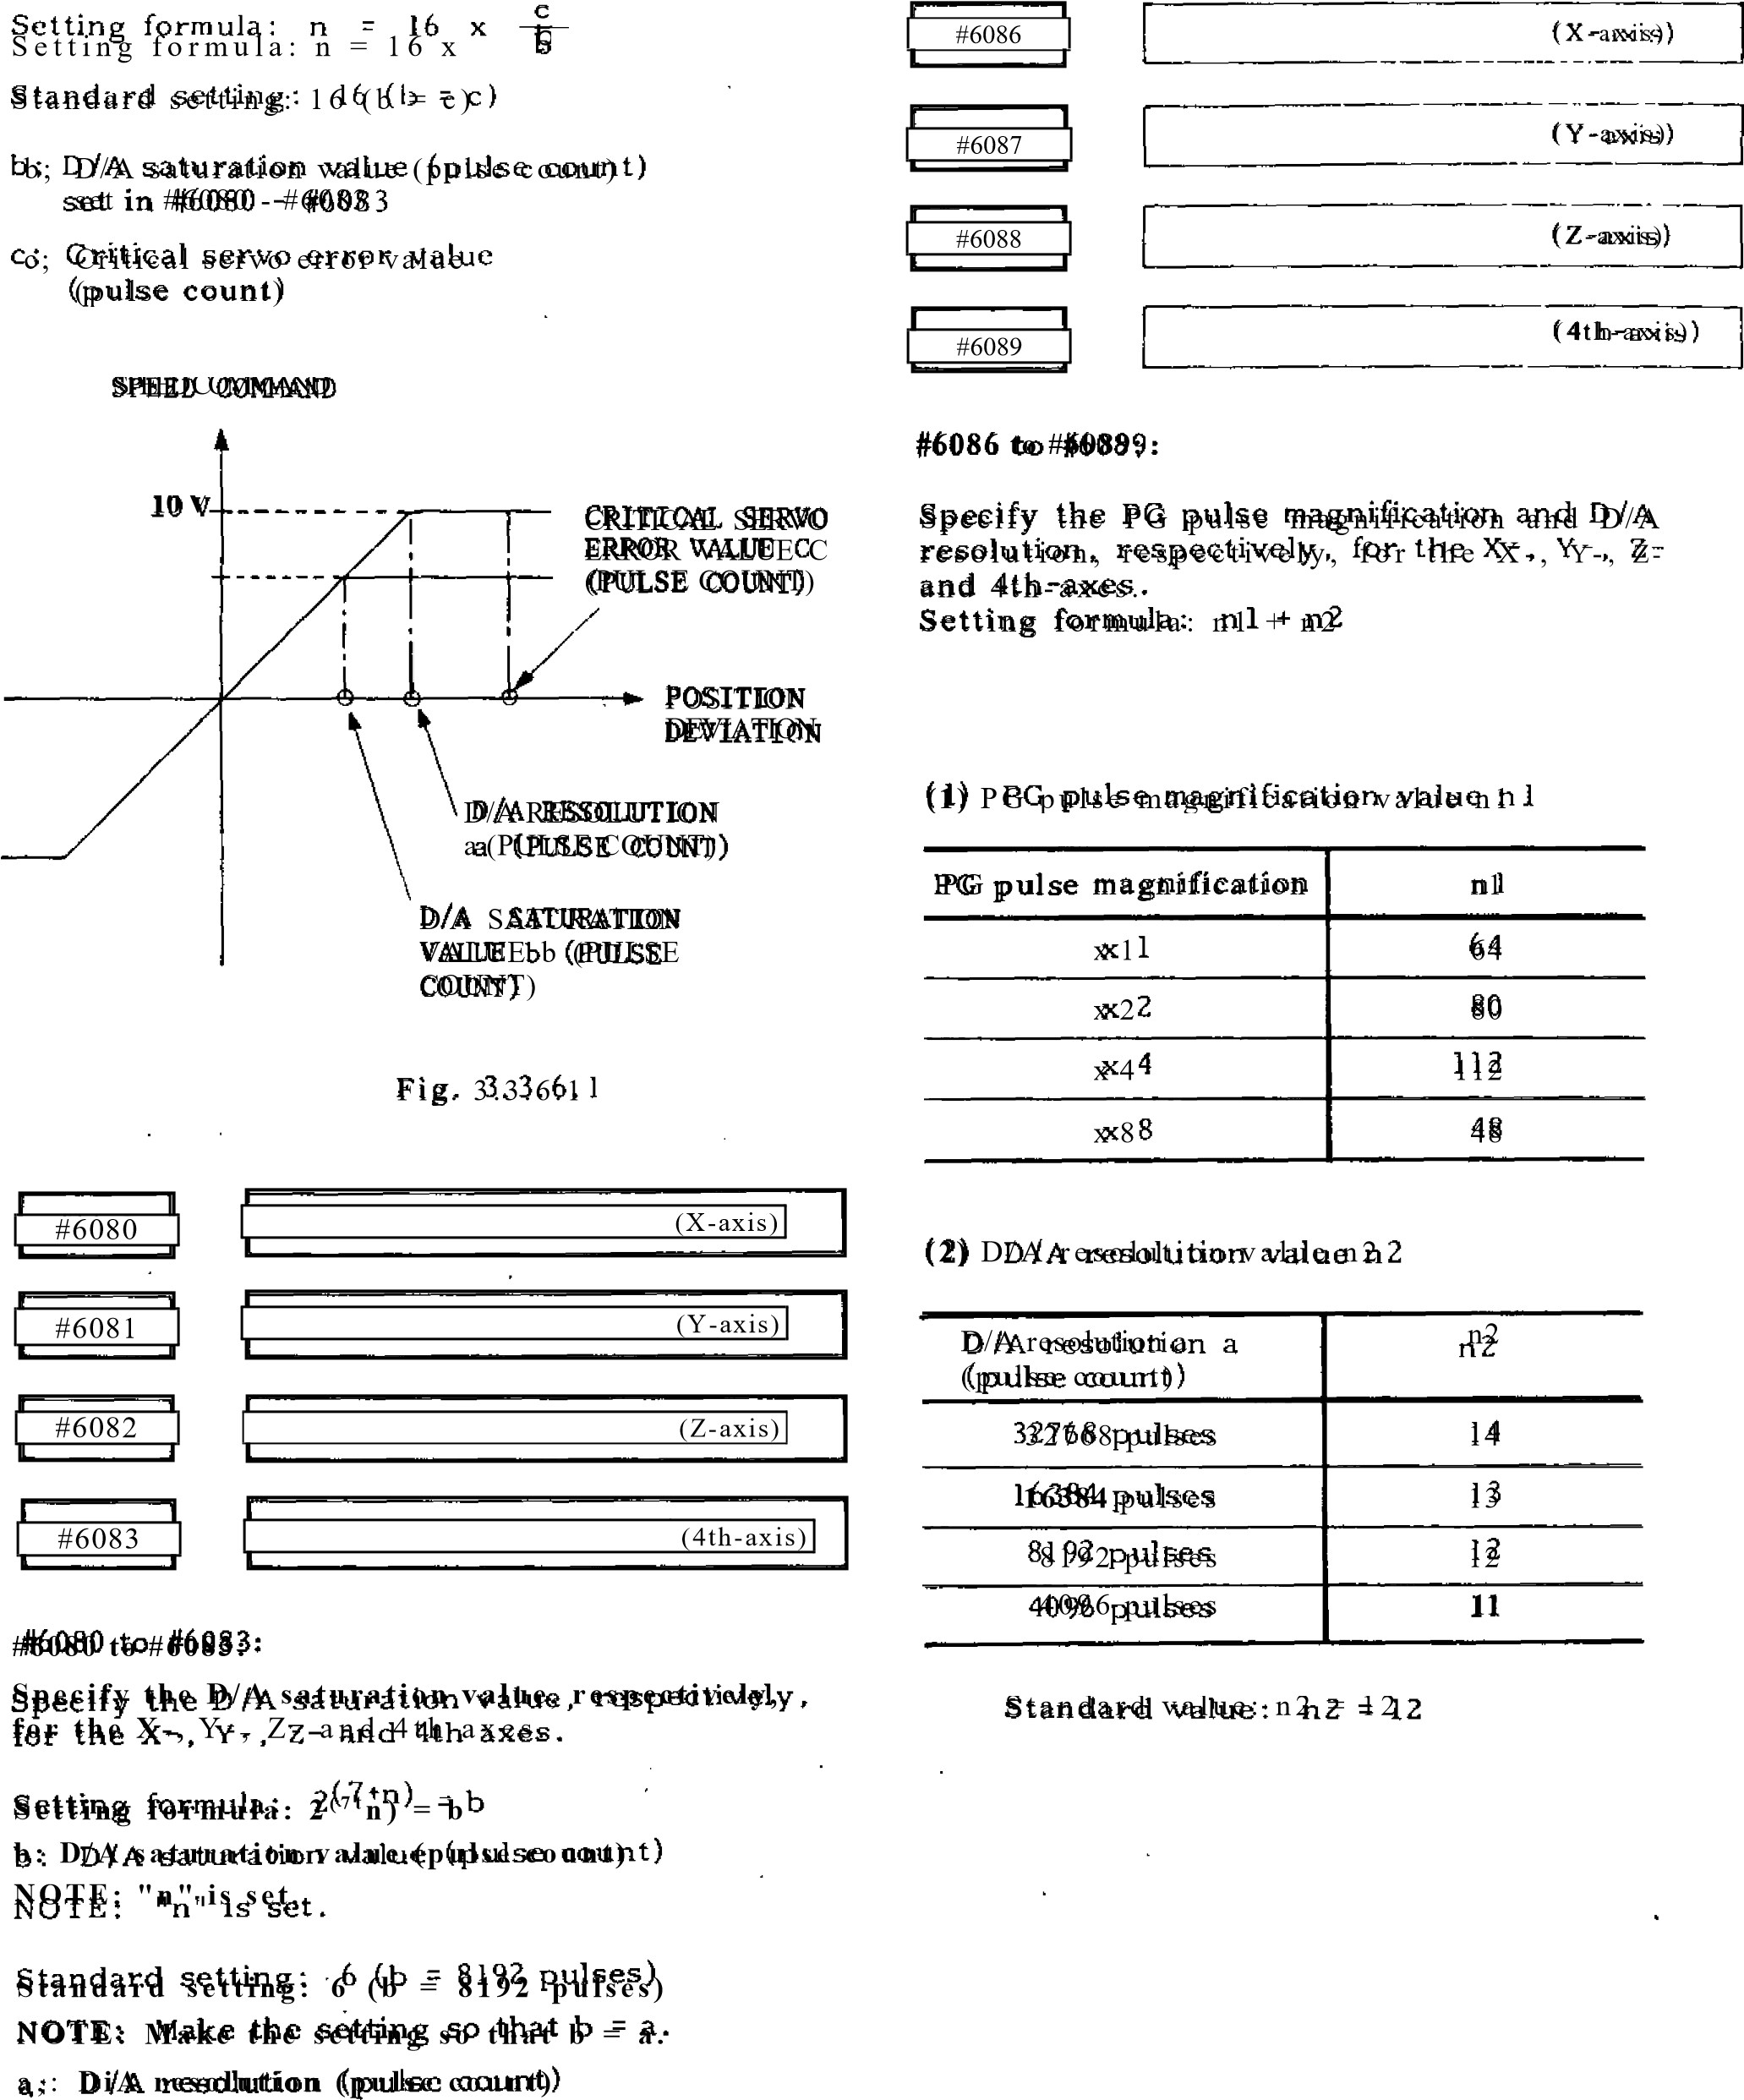 Setting formula: n = 16 x c/b
Standard setting: 16 (b = c)
b: D/A saturation value (pulse count)
set in #6080 - #6083
c: Critical servo error value
(pulse count)
SPEED COMMAND
10 V
CRITICAL SERVO
ERROR VALUE C
(PULSE COUNT)
POSITION
DEVIATION
D/A RESOLUTION
a (PULSE COUNT)
D/A SATURATION
VALUE b (PULSE
COUNT)
Fig. 3.3.6.1
#6080 (X-axis)
#6081 (Y-axis)
#6082 (Z-axis)
#6083 (4th-axis)
#6080 to #6083:
Specify the D/A saturation value, respectively,
for the X-, Y-, Z- and 4th axes.
Setting formula: 2(7+n) = b
b: D/A saturation value (pulse count)
NOTE: "n" is set.
Standard setting: 6 (b = 8192 pulses)
NOTE: Make the setting so that b = a.
a: D/A resolution (pulse count)
#6086 (X-axis)
#6087 (Y-axis)
#6088 (Z-axis)
#6089 (4th-axis)
#6086 to #6089:
Specify the PG pulse magnification and D/A
resolution, respectively, for the X-, Y-, Z-
and 4th-axes.
Setting formula: n1 + n2
(1) PG pulse magnification value n1
PG pulse magnification n1
x1 64
x2 80
x4 112
x8 48
(2) D/A resolution value n2
D/A resolution a n2
(pulse count)
32768 pulses 14
16384 pulses 13
8192 pulses 12
4096 pulses 11
Standard value: n2 = 12